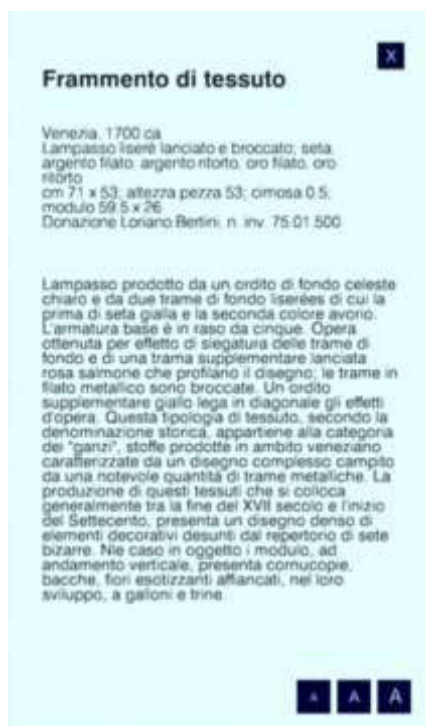 X
Frammento di tessuto
Venezia, 1700 ca
Lampasso liseré lanciato e broccato; seta,
argento filato, argento ritorto, oro filato, oro
ritorto
cm 71 x 53; altezza pezza 53; cimosa 0.5;
modulo 59.5 x 26
Donazione Loriano Bertini, n. inv. 75.01.500
Lampasso prodotto da un ordito di fondo celeste
chiaro e da due trame di fondo liserées di cui la
prima di seta gialla e la seconda colore avorio.
L'armatura base è in raso da cinque. Opera
ottenuta per effetto di slegatura delle trame di
fondo e di una trama supplementare lanciata
rosa salmone che profilano il disegno; le trame in
filato metallico sono broccate. Un ordito
supplementare giallo lega in diagonale gli effetti
d'opera. Questa tipologia di tessuto, secondo la
denominazione storica, appartiene alla categoria
dei "ganzi", stoffe prodotte in ambito veneziano
caratterizzate da un disegno complesso campito
da una notevole quantità di trame metalliche. La
produzione di questi tessuti che si colloca
generalmente tra la fine del XVII secolo e l'inizio
del Settecento, presenta un disegno denso di
elementi decorativi desunti dal repertorio di sete
bizarre. Nle caso in oggetto i modulo, ad
andamento verticale, presenta cornucopie,
bacche, fiori esotizzanti affiancati, nel loro
sviluppo, a galloni e trine.
A A A